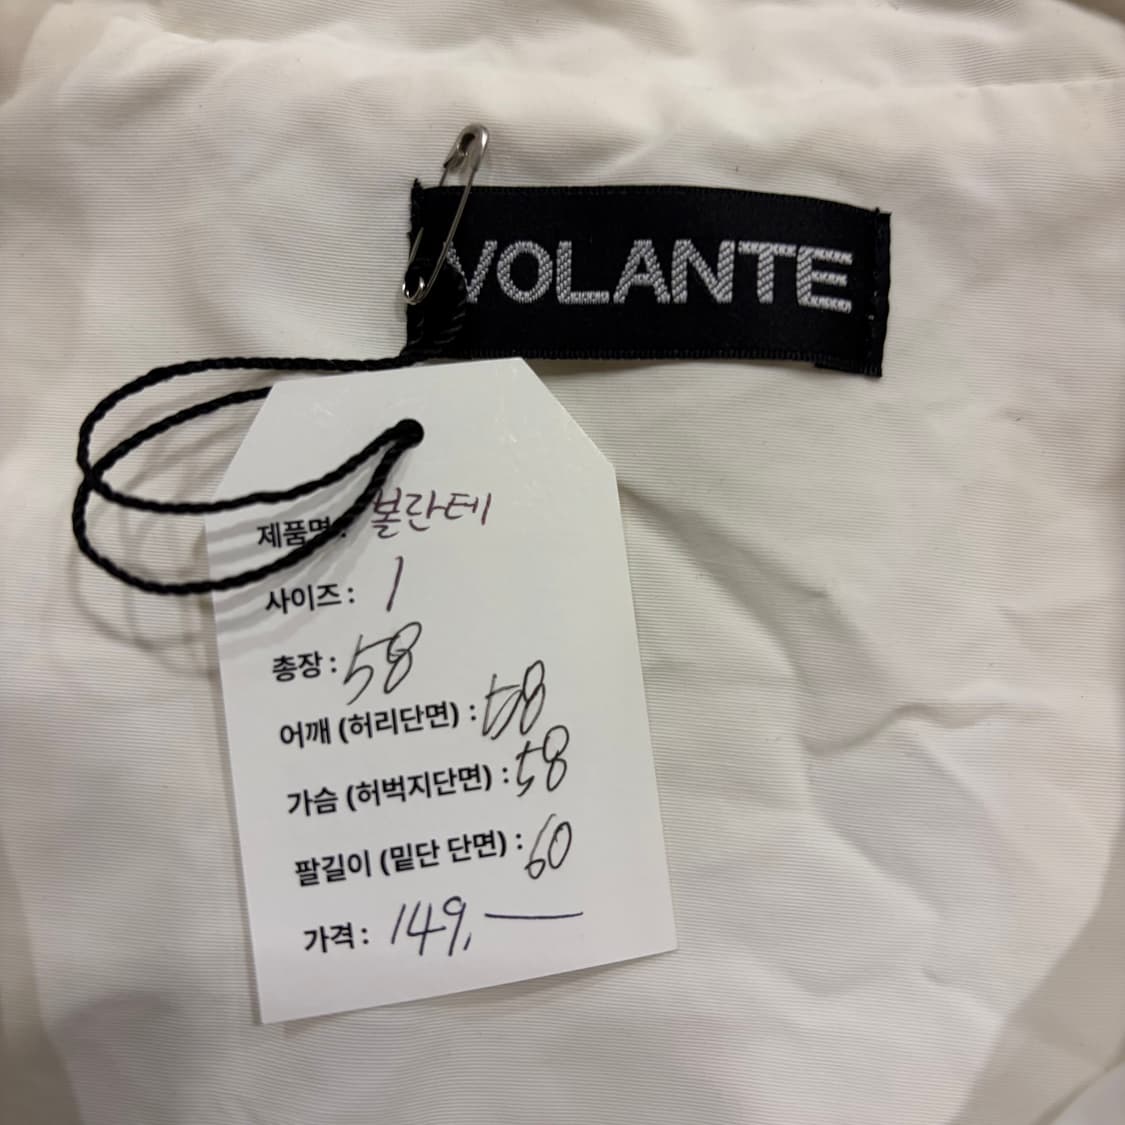 VOLANTE
제품명: 볼란테
사이즈: 1
총장: 58
어깨 (허리단면) : 58
가슴 (허벅지단면) : 58
팔길이 (밑단 단면) : 60
가격: 149,—